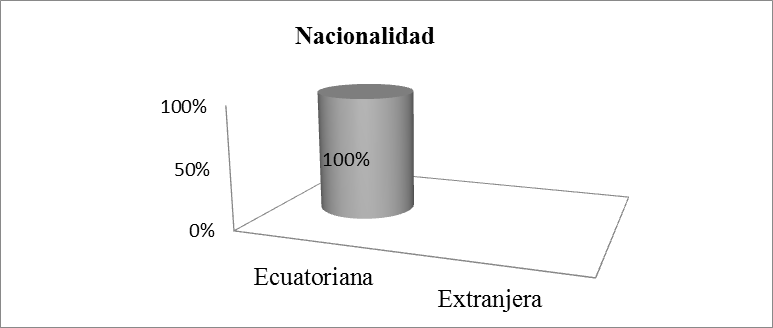 Nacionalidad
100%
50%
0%
100%
Ecuatoriana
Extranjera